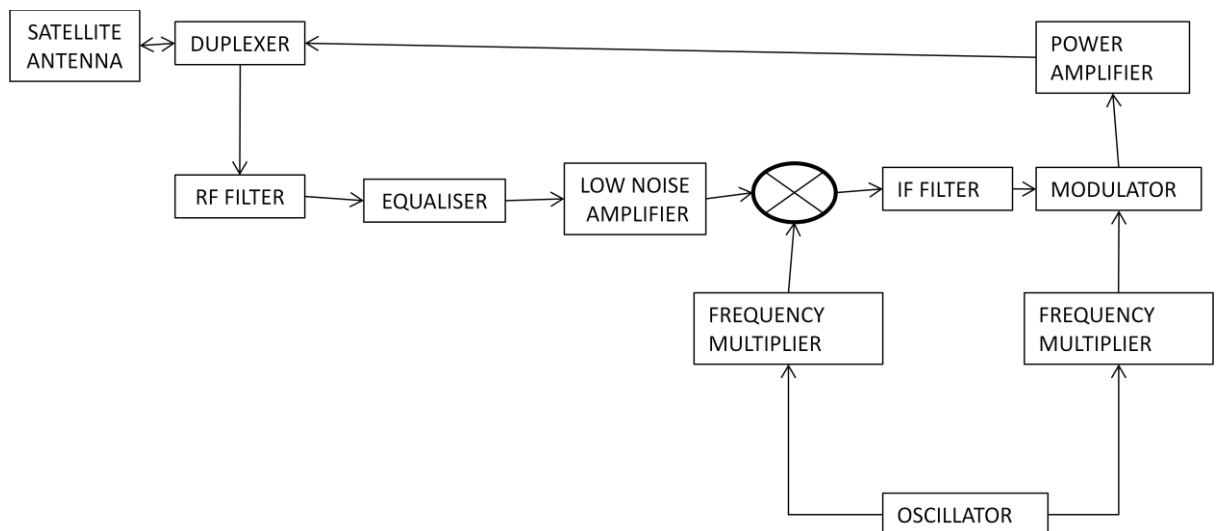 SATELLITE
ANTENNA
DUPLEXER
POWER
AMPLIFIER
RF FILTER
EQUALISER
LOW NOISE
AMPLIFIER
IF FILTER
MODULATOR
FREQUENCY
MULTIPLIER
FREQUENCY
MULTIPLIER
OSCILLATOR